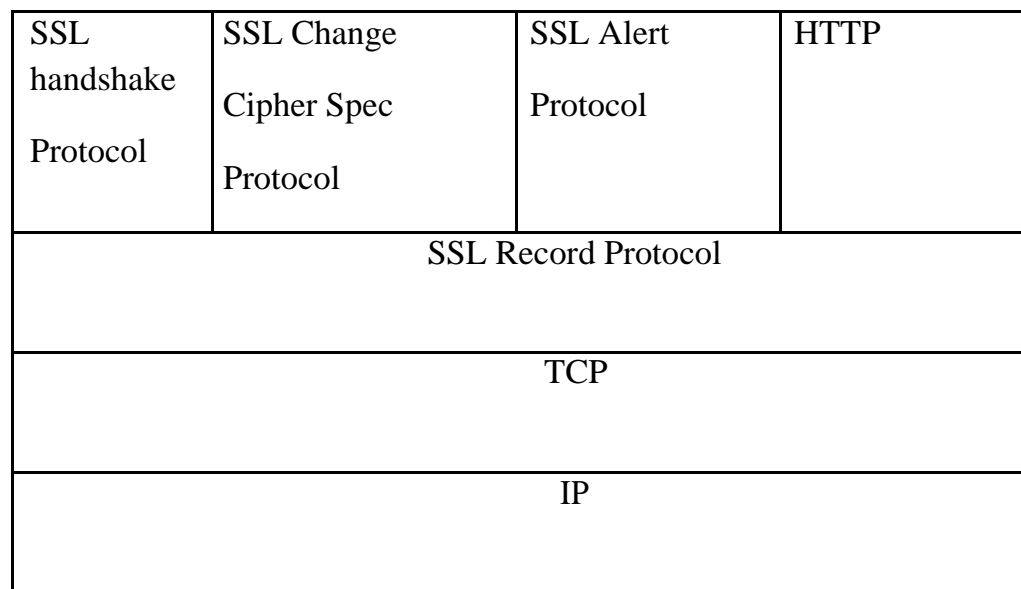 SSL
handshake
Protocol
SSL Change
Cipher Spec
Protocol
SSL Alert
Protocol
HTTP
SSL Record Protocol
TCP
IP